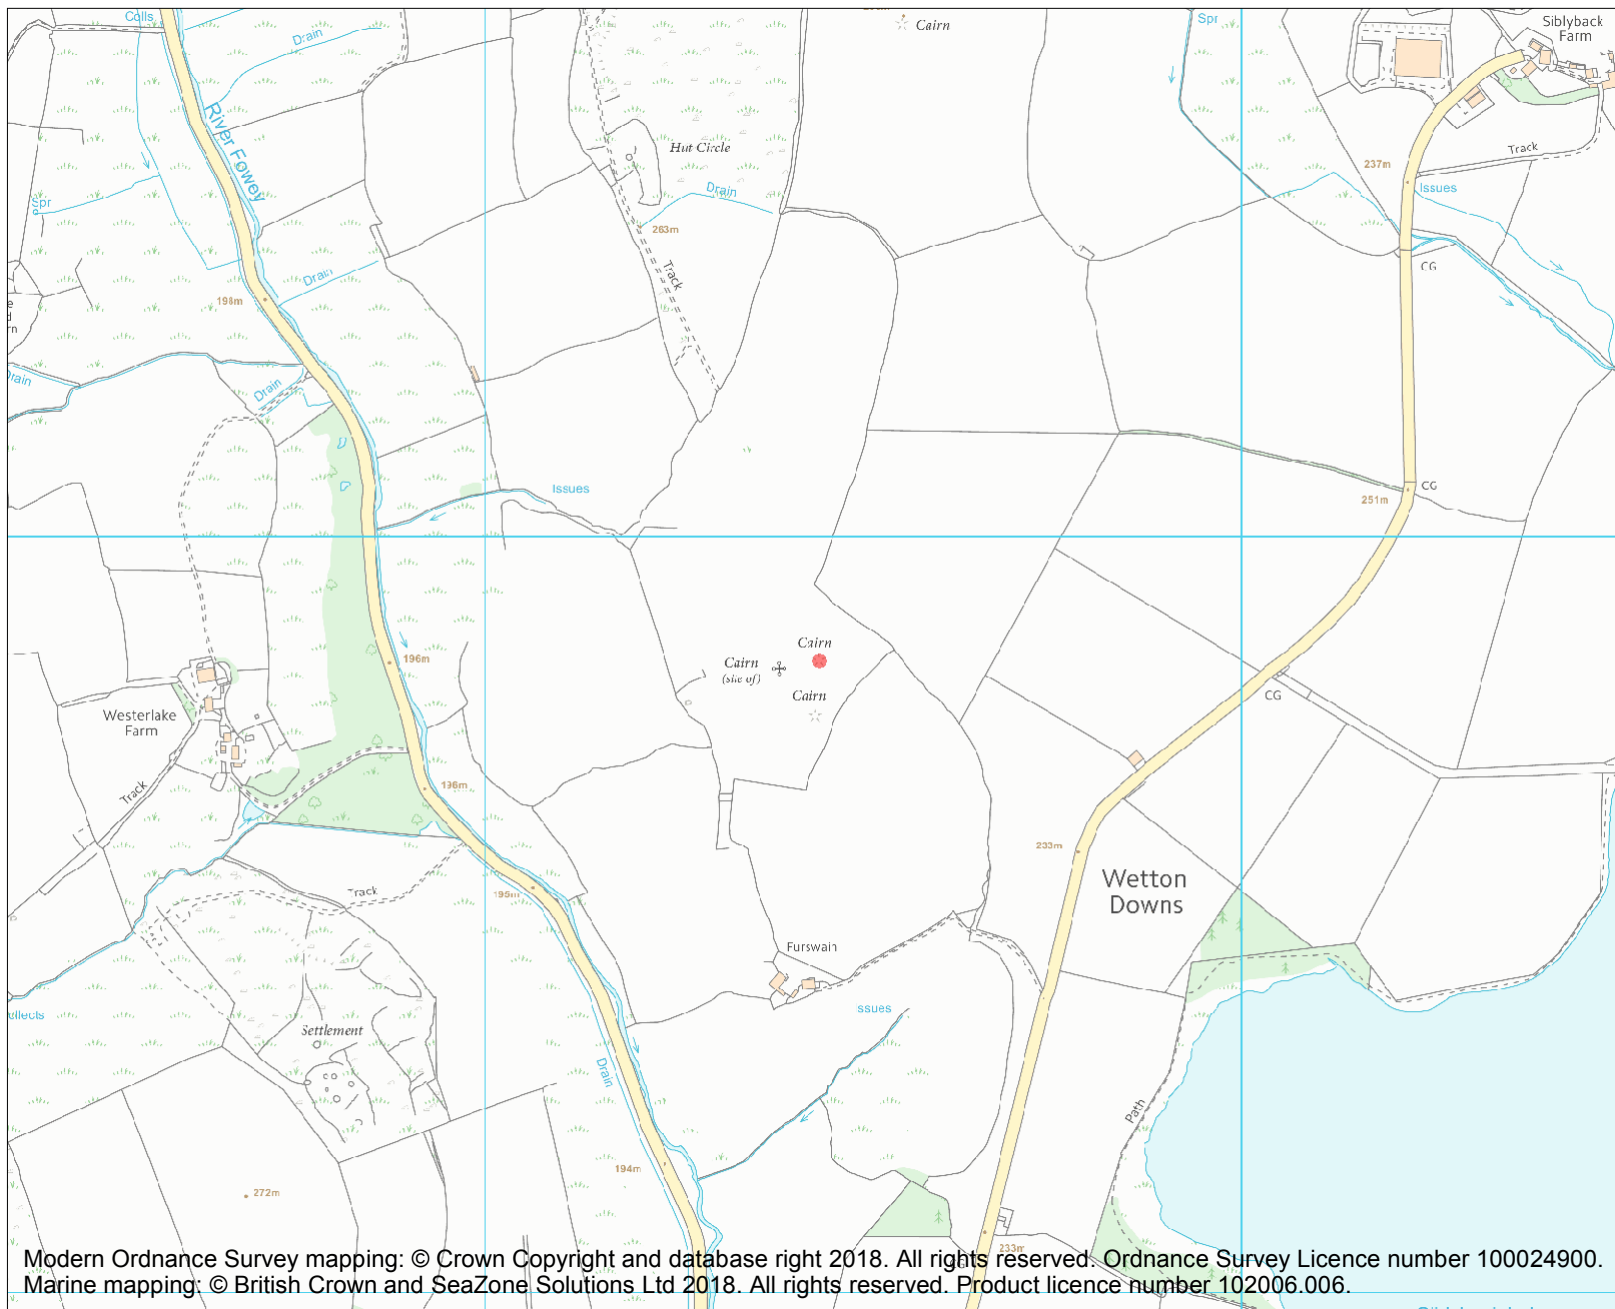 Colls
Drain
Cairn
Spr
Siblyback
Farm
River Fowey
Hut Circle
Track
237m
Drain
Issues
Spr
263m
Track
CG
Drain
198m
Drain
Drain
CG
Issues
251m
Cairn
196m
Cairn
(site of)
Cairn
CG
Westerlake
Farm
196m
Track
233m
Wetton
Downs
Track
195m
Furswain
ssues
ollects
Settlement
Drain
Path
194m
272m
233m
Modern Ordnance Survey mapping: © Crown Copyright and database right 2018. All rights reserved. Ordnance Survey Licence number 100024900.
Marine mapping: © British Crown and SeaZone Solutions Ltd 2018. All rights reserved. Product licence number 102006.006.